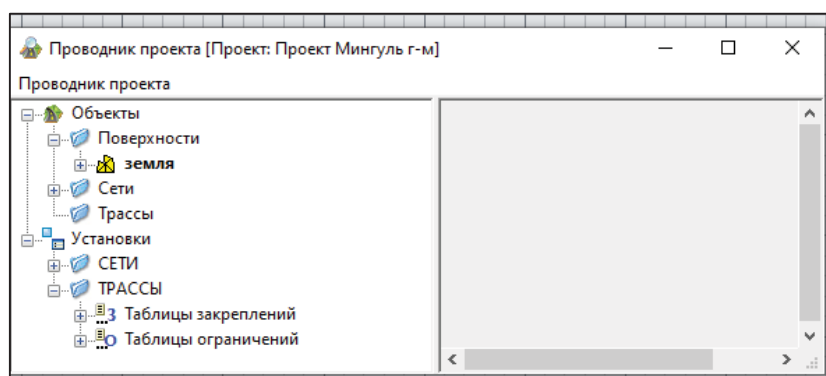 Проводник проекта [Проект: Проект Мингуль г-м]
Проводник проекта
Объекты
Поверхности
земля
Сети
Трассы
Установки
СЕТИ
ТРАССЫ
З Таблицы закреплений
О Таблицы ограничений